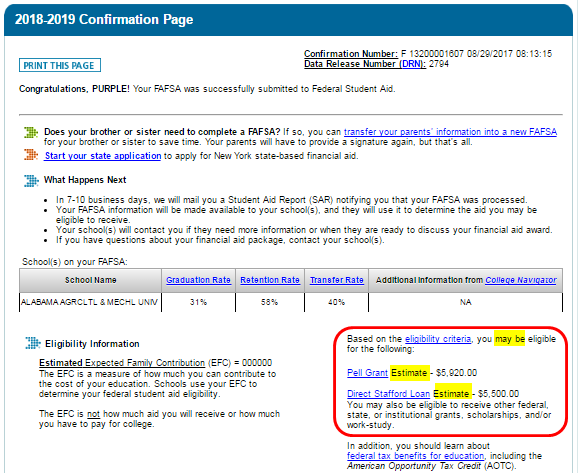 2018-2019 Confirmation Page
Confirmation Number: F 13200001607 08/29/2017 08:13:15
Data Release Number (DRN): 2794
PRINT THIS PAGE
Congratulations, PURPLE! Your FAFSA was successfully submitted to Federal Student Aid.
Does your brother or sister need to complete a FAFSA? If so, you can transfer your parents' information into a new FAFSA
for your brother or sister to save time. Your parents will have to provide a signature again, but that's all.
Start your state application to apply for New York state-based financial aid.
What Happens Next
• In 7-10 business days, we will mail you a Student Aid Report (SAR) notifying you that your FAFSA was processed.
• Your FAFSA information will be made available to your school(s), and they will use it to determine the aid you may be
eligible to receive.
• Your school(s) will contact you if they need more information or when they are ready to discuss your financial aid award.
• If you have questions about your financial aid package, contact your school(s).
School(s) on your FAFSA:
School Name Graduation Rate Retention Rate Transfer Rate Additional Information from College Navigator
ALABAMA AGRCLTL & MECHL UNIV 31% 58% 40% NA
Eligibility Information
Estimated Expected Family Contribution (EFC) = 000000
The EFC is a measure of how much you can contribute to
the cost of your education. Schools use your EFC to
determine your federal student aid eligibility.
The EFC is not how much aid you will receive or how much
you have to pay for college.
Based on the eligibility criteria, you may be eligible
for the following:
Pell Grant Estimate - $5,920.00
Direct Stafford Loan Estimate - $5,500.00
You may also be eligible to receive other federal,
state, or institutional grants, scholarships, and/or
work-study.
In addition, you should learn about
federal tax benefits for education, including the
American Opportunity Tax Credit (AOTC).